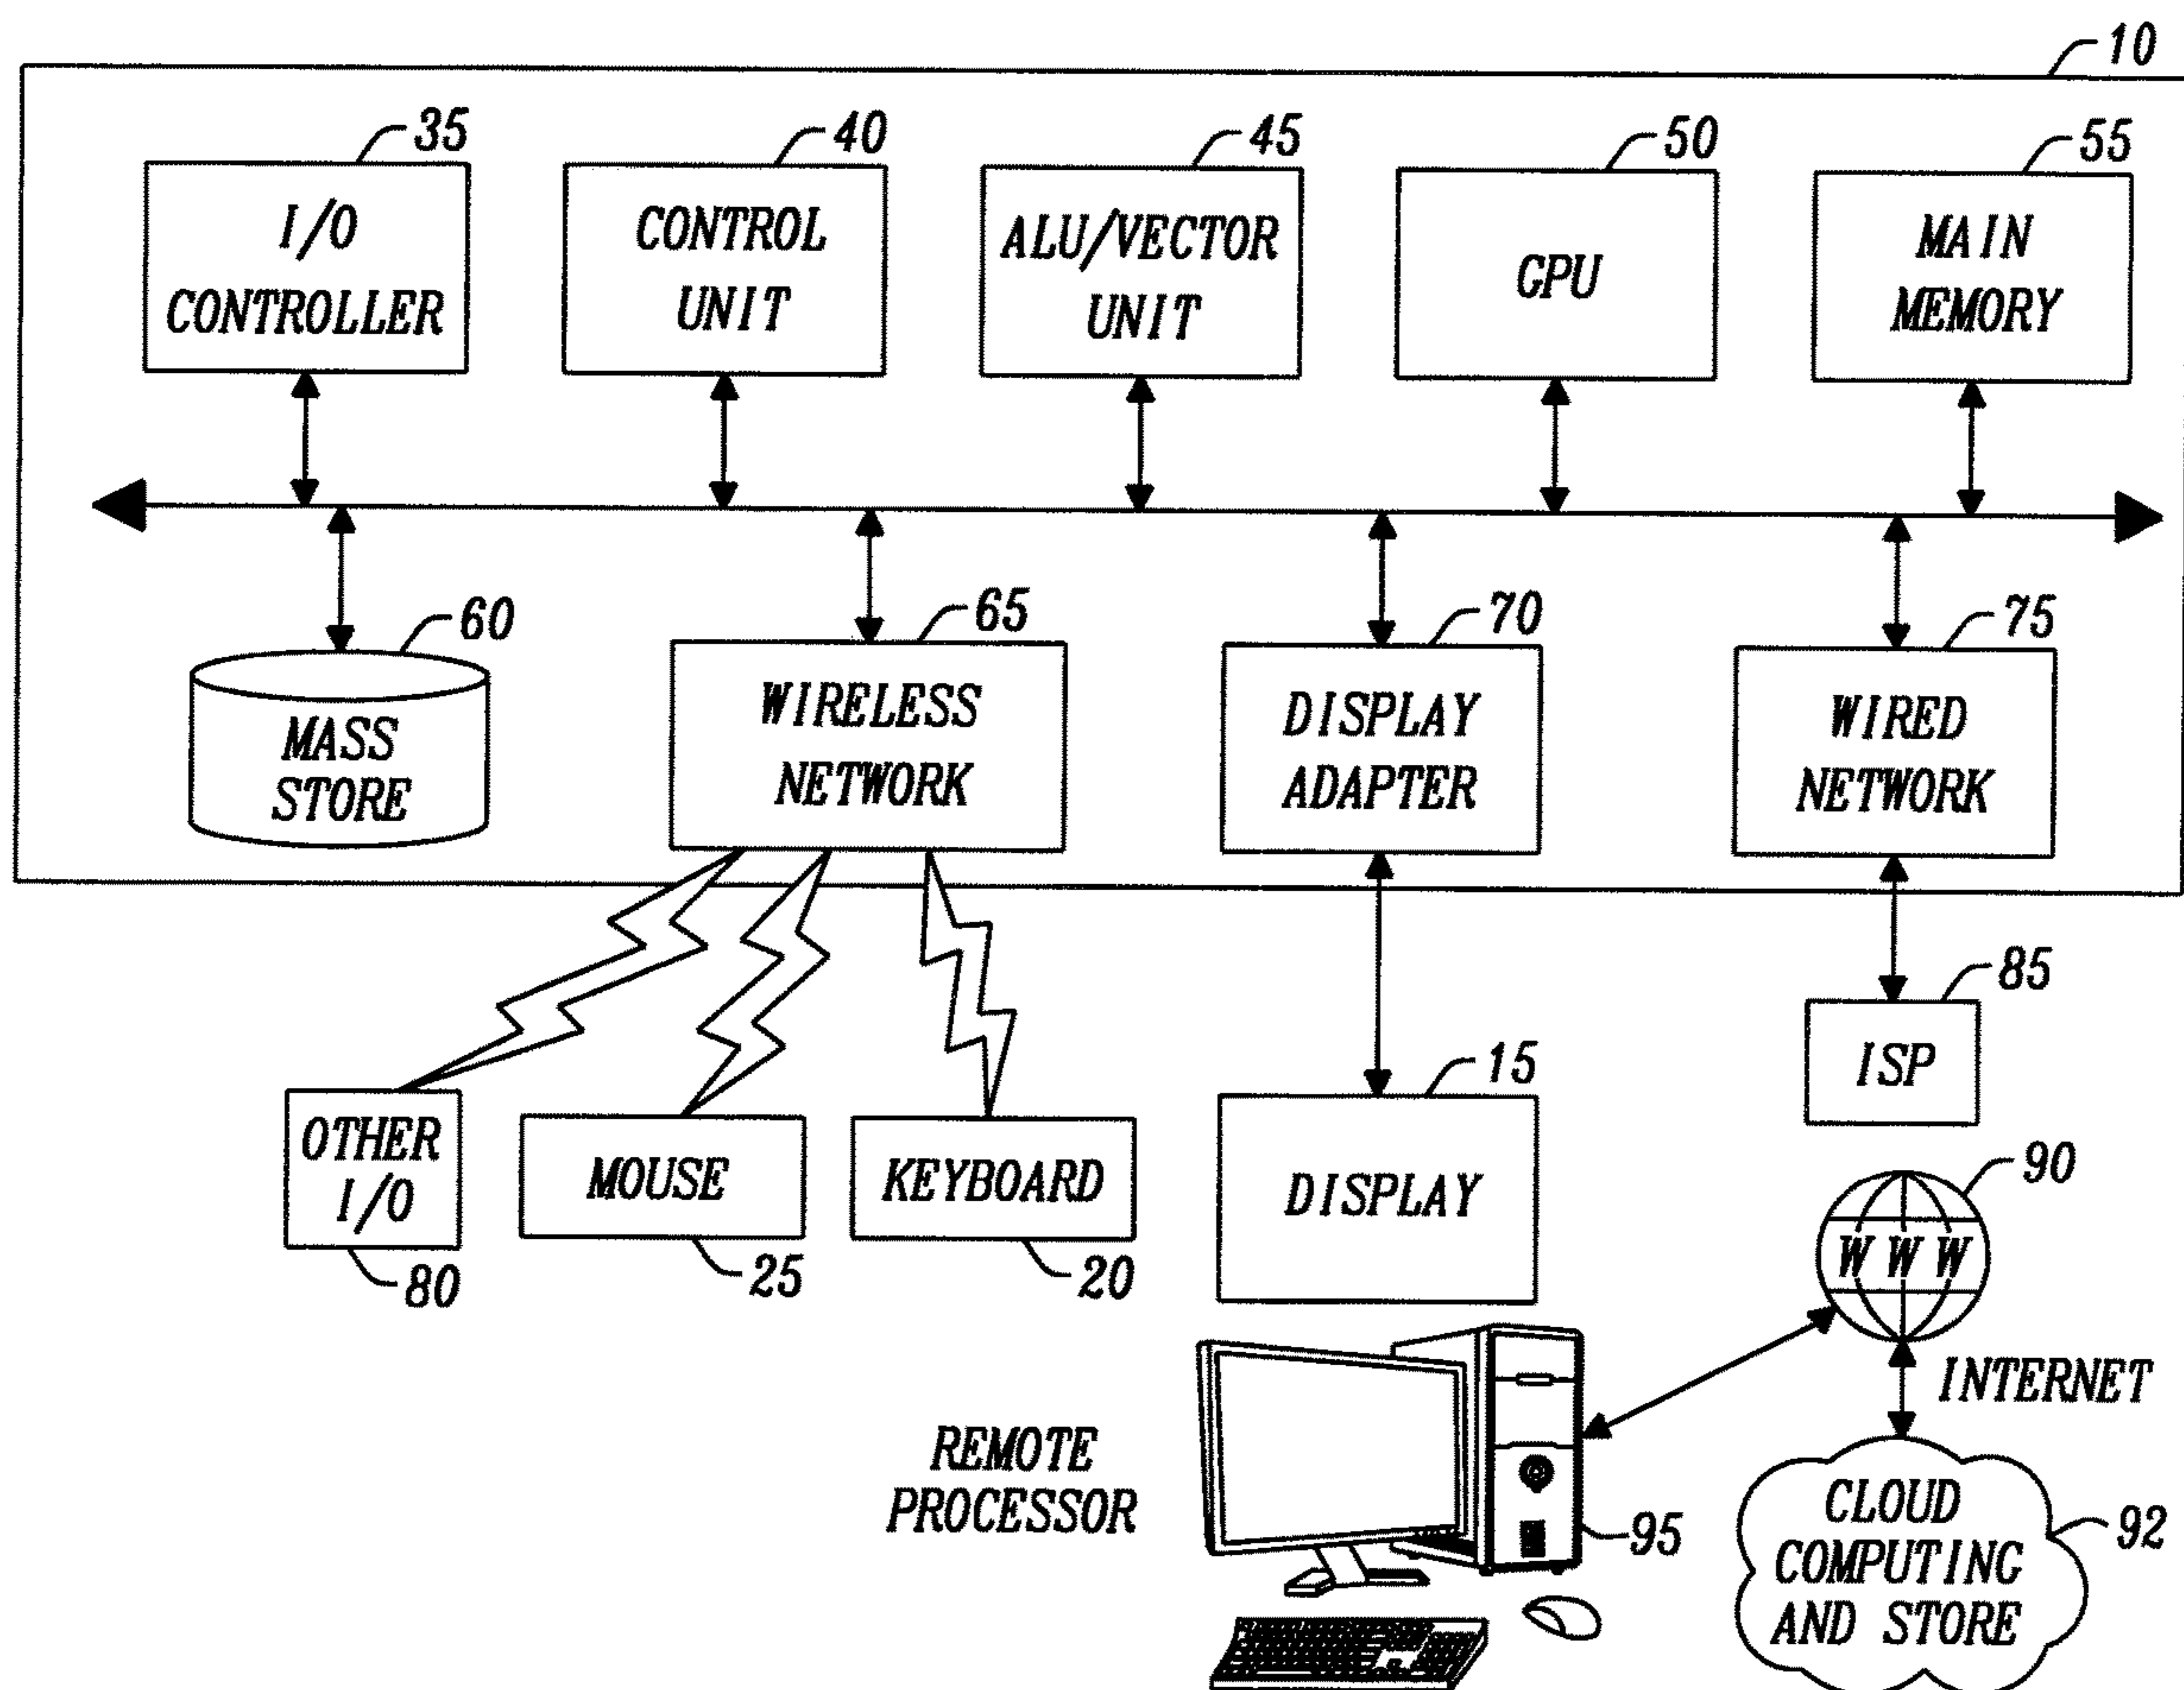 10
35
40
45
50
55
I/O
CONTROLLER
CONTROL
UNIT
ALU/VECTOR
UNIT
GPU
MAIN
MEMORY
60
65
70
75
MASS
STORE
WIRELESS
NETWORK
DISPLAY
ADAPTER
WIRED
NETWORK
85
ISP
15
OTHER
I/O
MOUSE
KEYBOARD
DISPLAY
80
25
20
90
W W W
INTERNET
REMOTE
PROCESSOR
95
CLOUD
COMPUTING
AND STORE
92